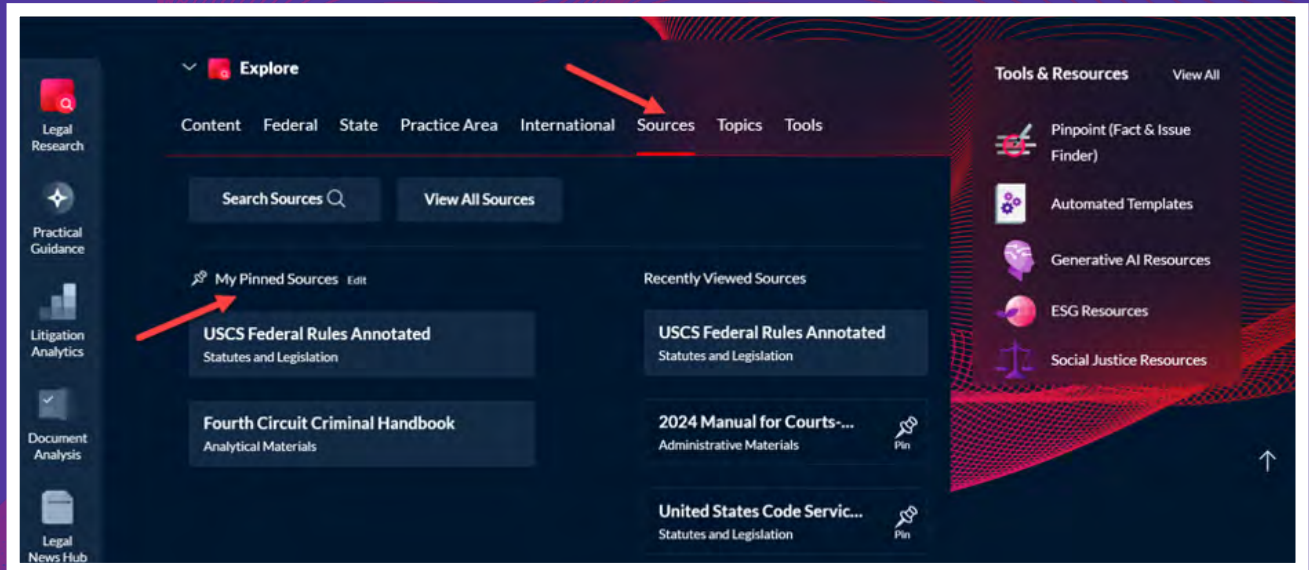 Legal
Research
Practical
Guidance
Litigation
Analytics
Document
Analysis
Legal
News Hub
Explore
Content Federal State Practice Area International Sources Topics Tools
Search Sources
View All Sources
My Pinned Sources Edit
USCS Federal Rules Annotated
Statutes and Legislation
Fourth Circuit Criminal Handbook
Analytical Materials
Recently Viewed Sources
USCS Federal Rules Annotated
Statutes and Legislation
2024 Manual for Courts-...
Administrative Materials
Pin
United States Code Servic...
Statutes and Legislation
Pin
Tools & Resources View All
Pinpoint (Fact & Issue
Finder)
Automated Templates
Generative AI Resources
ESG Resources
Social Justice Resources